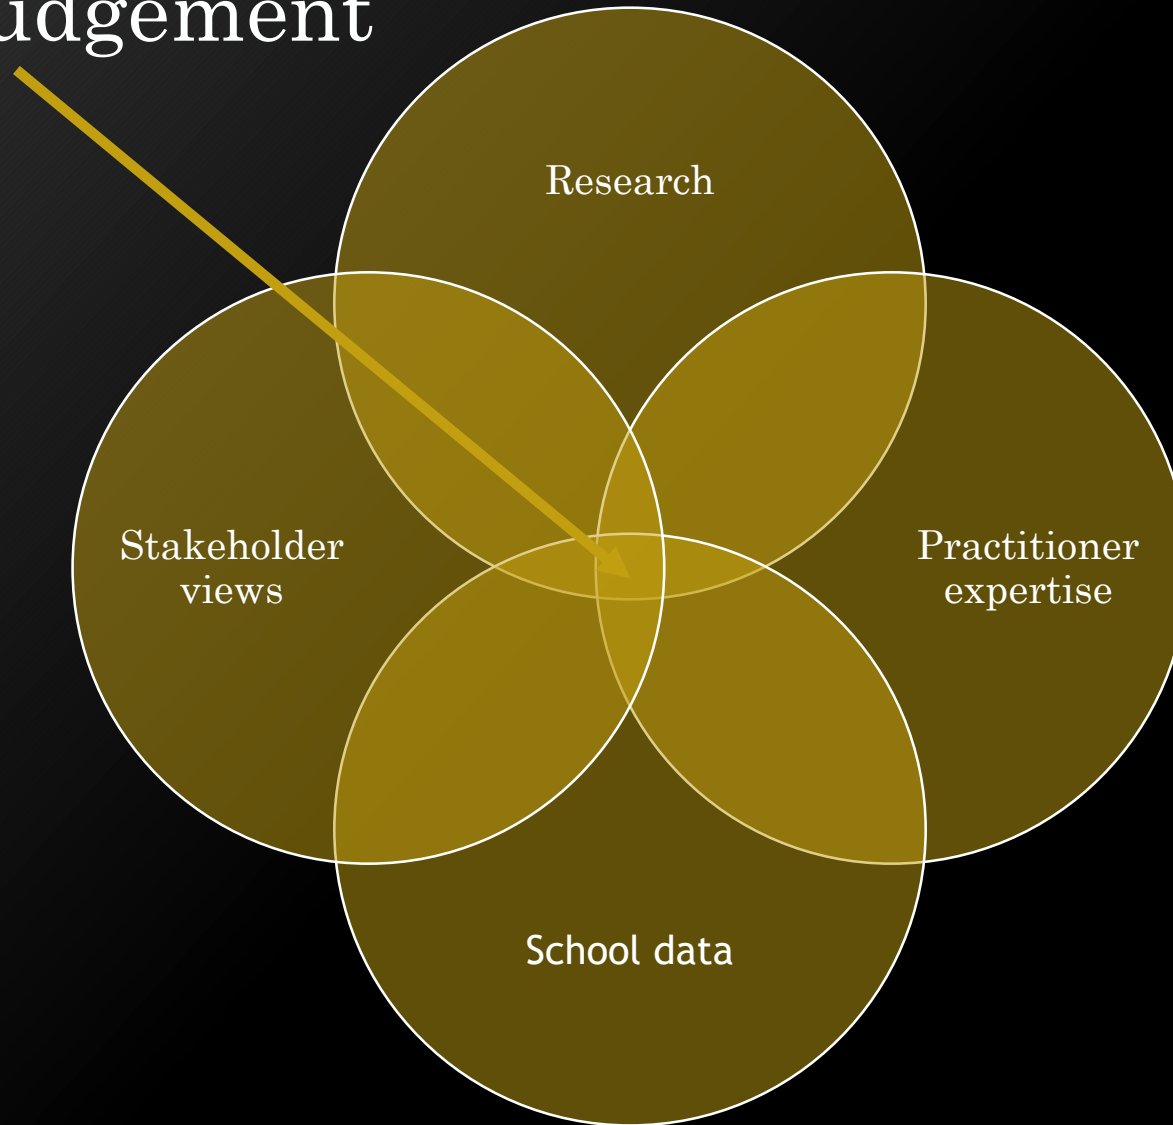 udgement
Research
Stakeholder
views
Practitioner
expertise
School data